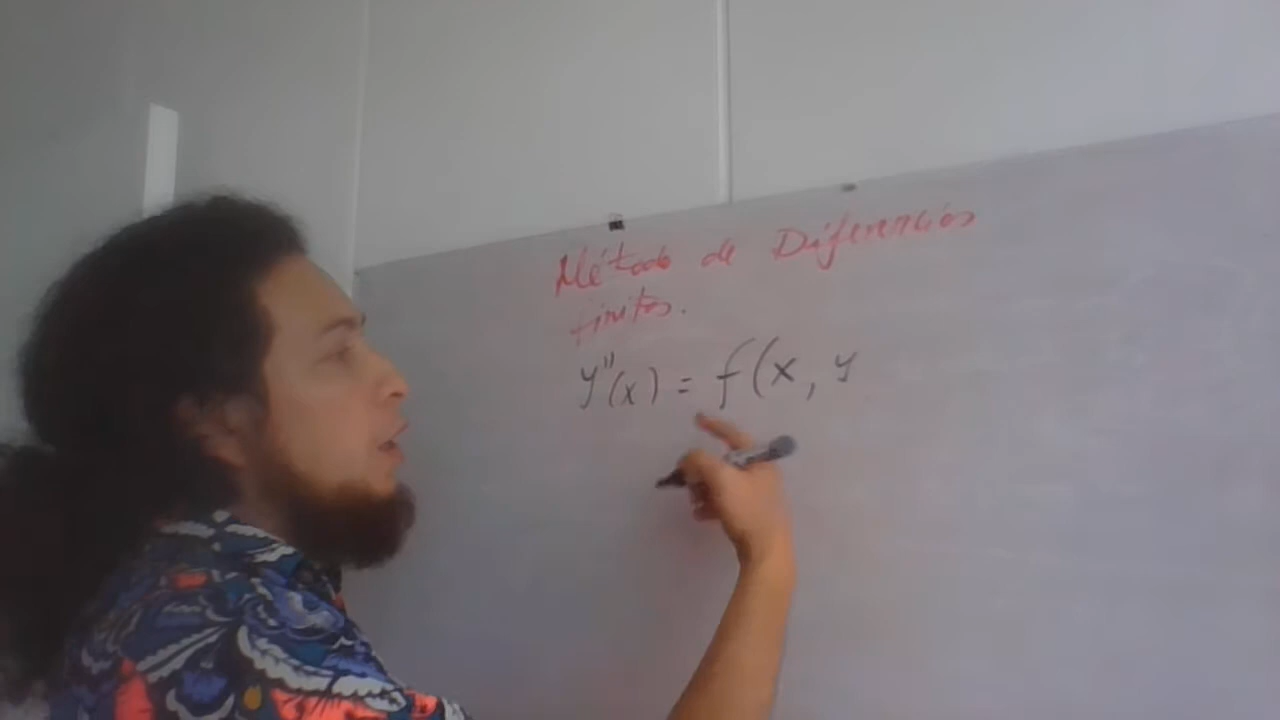 Método de Diferencias
finitas.
y''(x) = f(x, y